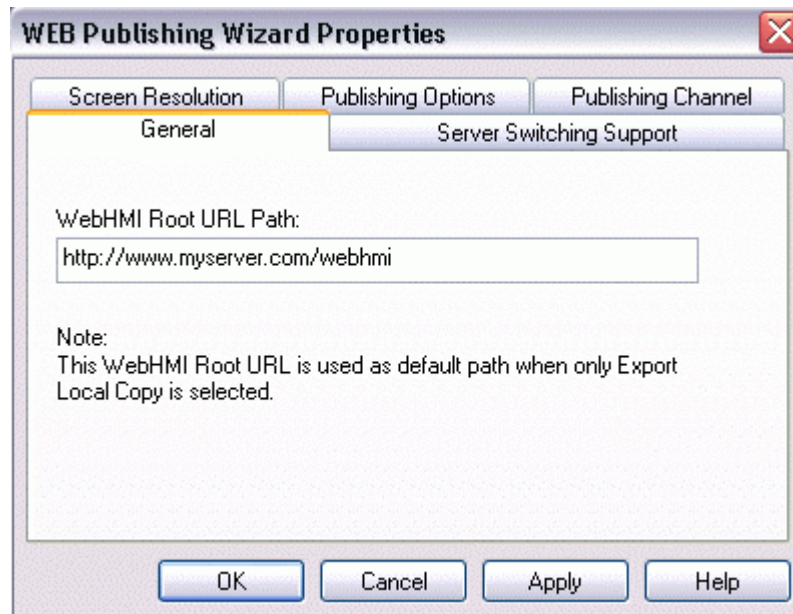 WEB Publishing Wizard Properties
Screen Resolution
Publishing Options
Publishing Channel
General
Server Switching Support
WebHMI Root URL Path:
http://www.myserver.com/webhmi
Note:
This WebHMI Root URL is used as default path when only Export
Local Copy is selected.
OK
Cancel
Apply
Help